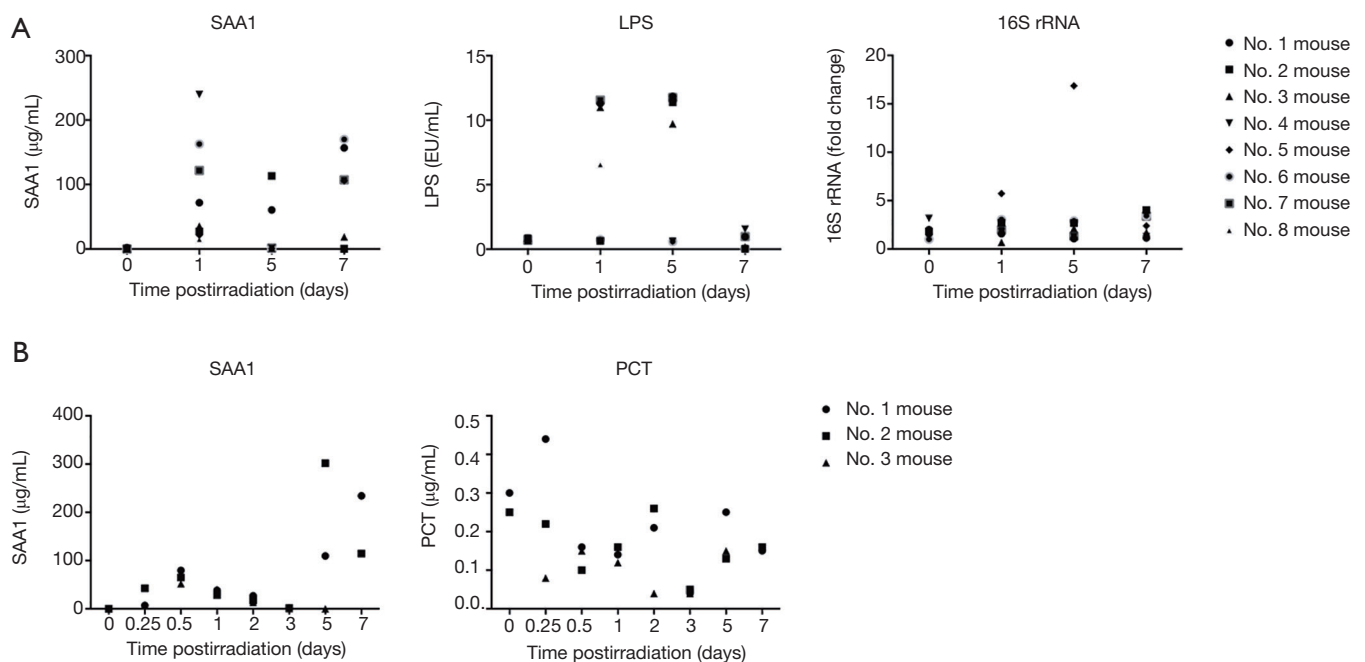 A
SAA1
300
200
100
0
SAA1 (µg/mL)
0 1 5 7
Time postirradiation (days)
LPS
15
10
5
0
LPS (EU/mL)
0 1 5 7
Time postirradiation (days)
16S rRNA
20
15
10
5
0
16S rRNA (fold change)
0 1 5 7
Time postirradiation (days)
No. 1 mouse
No. 2 mouse
No. 3 mouse
No. 4 mouse
No. 5 mouse
No. 6 mouse
No. 7 mouse
No. 8 mouse
B
SAA1
400
300
200
100
0
SAA1 (µg/mL)
0 0.25 0.5 1 2 3 5 7
Time postirradiation (days)
PCT
0.5
0.4
0.3
0.2
0.1
0.0
PCT (µg/mL)
0 0.25 0.5 1 2 3 5 7
Time postirradiation (days)
No. 1 mouse
No. 2 mouse
No. 3 mouse